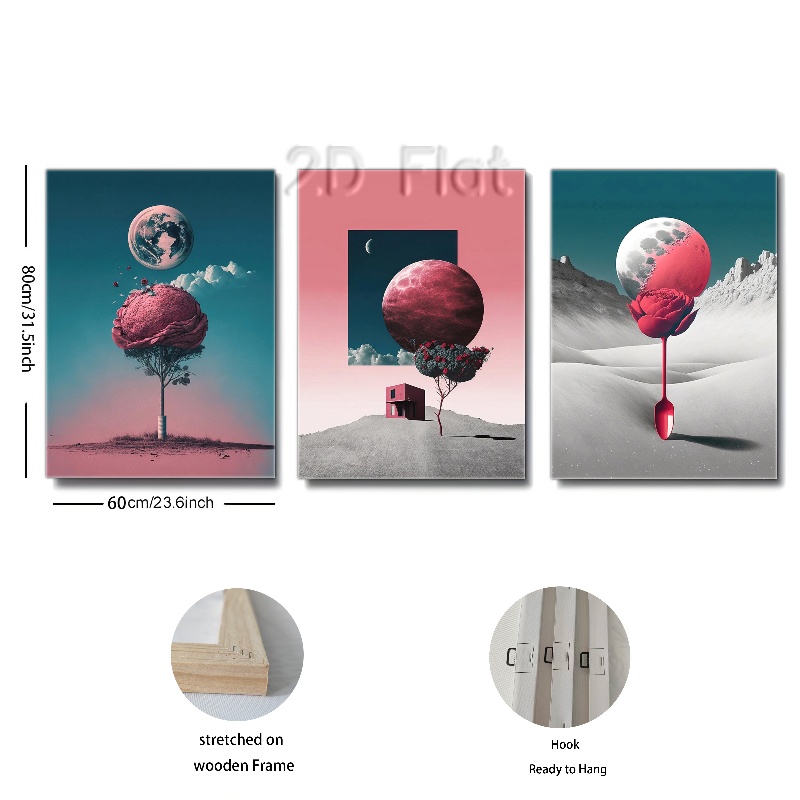 2D Flat
80cm/31.5inch
60cm/23.6inch
stretched on
wooden Frame
Hook
Ready to Hang